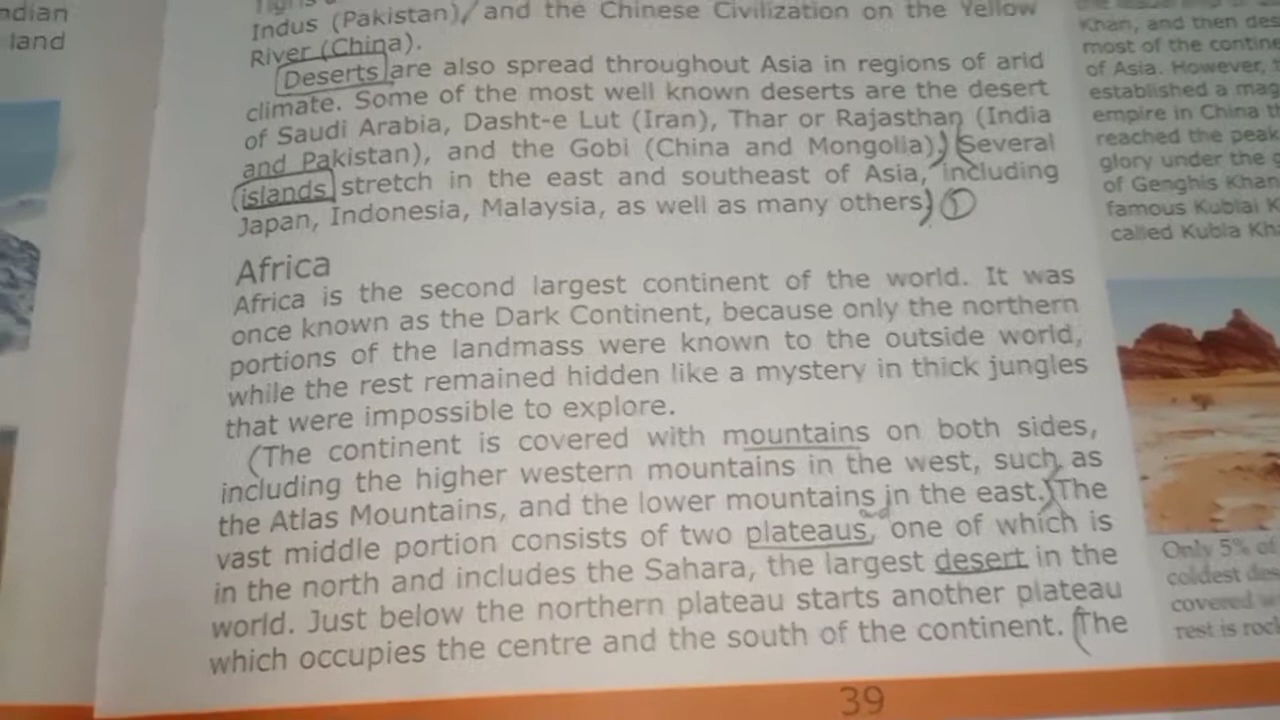 adian
land
Indus (Pakistan), and the Chinese Civilization on the Yellow
River (China).
Deserts are also spread throughout Asia in regions of arid
climate. Some of the most well known deserts are the desert
of Saudi Arabia, Dasht-e Lut (Iran), Thar or Rajasthan (India
and Pakistan), and the Gobi (China and Mongolia). Several
islands stretch in the east and southeast of Asia, including
Japan, Indonesia, Malaysia, as well as many others) 1
Africa
Africa is the second largest continent of the world. It was
once known as the Dark Continent, because only the northern
portions of the landmass were known to the outside world,
while the rest remained hidden like a mystery in thick jungles
that were impossible to explore.
(The continent is covered with mountains on both sides,
including the higher western mountains in the west, such as
the Atlas Mountains, and the lower mountains in the east.) The
vast middle portion consists of two plateaus, one of which is
in the north and includes the Sahara, the largest desert in the
world. Just below the northern plateau starts another plateau
which occupies the centre and the south of the continent. (The
39
Khan, and then des
most of the contine
of Asia. However,
established a mag
empire in China
reached the peak
glory under the
of Genghis Khan
famous Kublai K
called Kubla Kh
Only 5% of
coldest des
covered
rest is roc